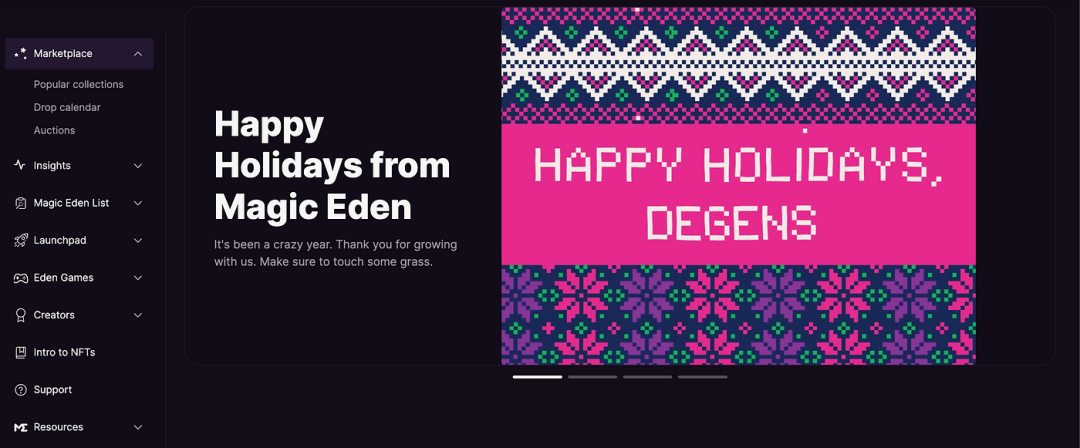 Marketplace
Popular collections
Drop calendar
Auctions
Insights
Magic Eden List
Launchpad
Eden Games
Creators
Intro to NFTs
Support
ME Resources
Happy
Holidays from
Magic Eden
It's been a crazy year. Thank you for growing
with us. Make sure to touch some grass.
HAPPY HOLIDAYS,
DEGENS